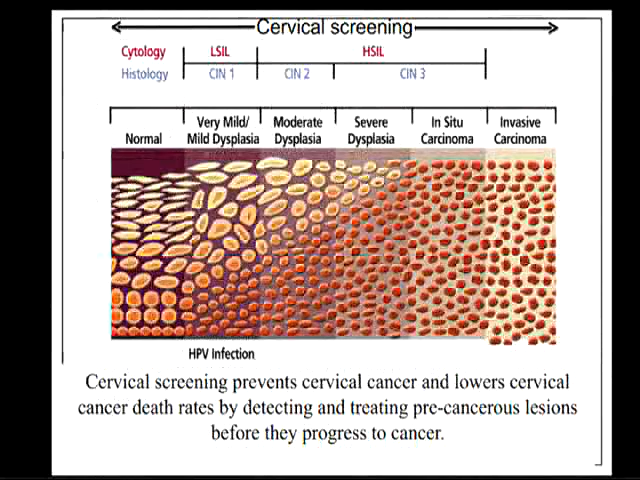 Cervical screening
Cytology LSIL HSIL
Histology CIN 1 CIN 2 CIN 3
Normal
Very Mild/
Mild Dysplasia
Moderate
Dysplasia
Severe
Dysplasia
In Situ
Carcinoma
Invasive
Carcinoma
HPV Infection
Cervical screening prevents cervical cancer and lowers cervical
cancer death rates by detecting and treating pre-cancerous lesions
before they progress to cancer.